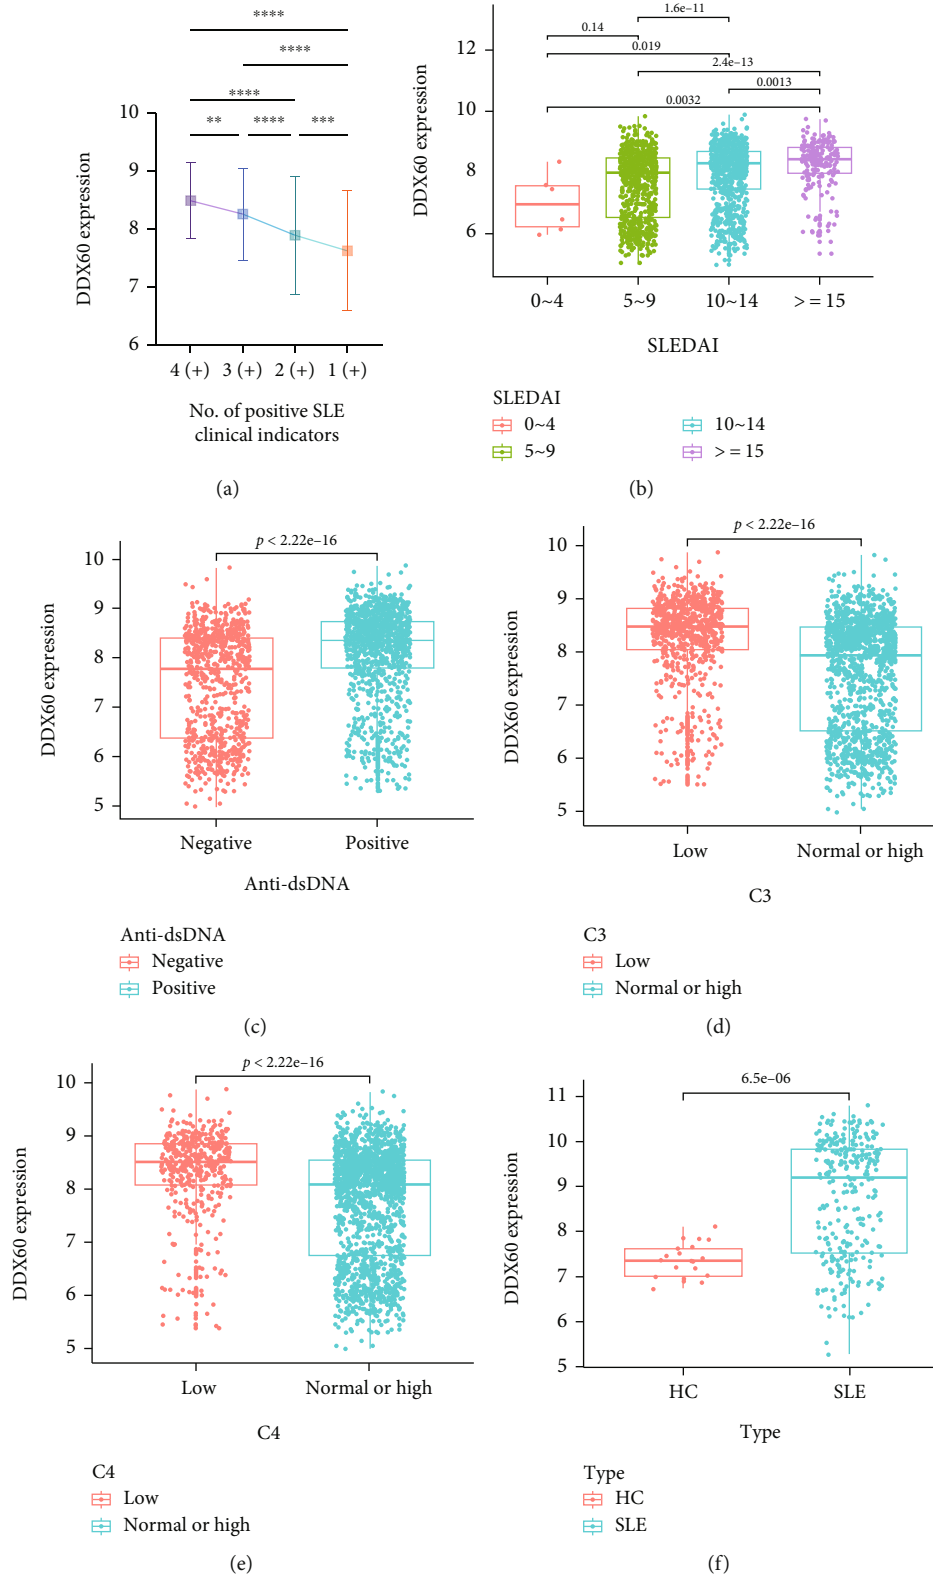 ****
****
****
** **** ***
10
9
8
7
6
DDX60 expression
4 (+) 3 (+) 2 (+) 1 (+)
No. of positive SLE
clinical indicators
(a)
1.6e–11
0.14
0.019
2.4e–13
0.0013
0.0032
12
10
8
6
DDX60 expression
0~4 5~9 10~14 > = 15
SLEDAI
SLEDAI
0~4 10~14
5~9 > = 15
(b)
p < 2.22e–16
10
9
8
7
6
5
DDX60 expression
Negative Positive
Anti-dsDNA
Anti-dsDNA
Negative
Positive
(c)
p < 2.22e–16
10
9
8
7
6
5
DDX60 expression
Low Normal or high
C3
C3
Low
Normal or high
(d)
p < 2.22e–16
10
9
8
7
6
5
DDX60 expression
Low Normal or high
C4
C4
Low
Normal or high
(e)
6.5e–06
11
10
9
8
7
6
5
DDX60 expression
HC SLE
Type
Type
HC
SLE
(f)